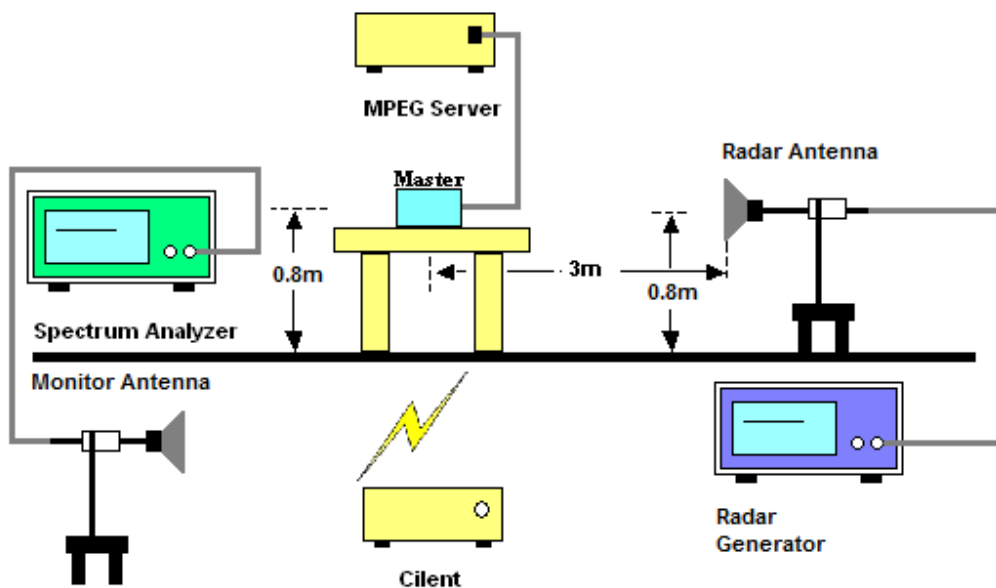 MPEG Server
Radar Antenna
Master
0.8m
3m
0.8m
Spectrum Analyzer
Monitor Antenna
Radar
Generator
Cilent